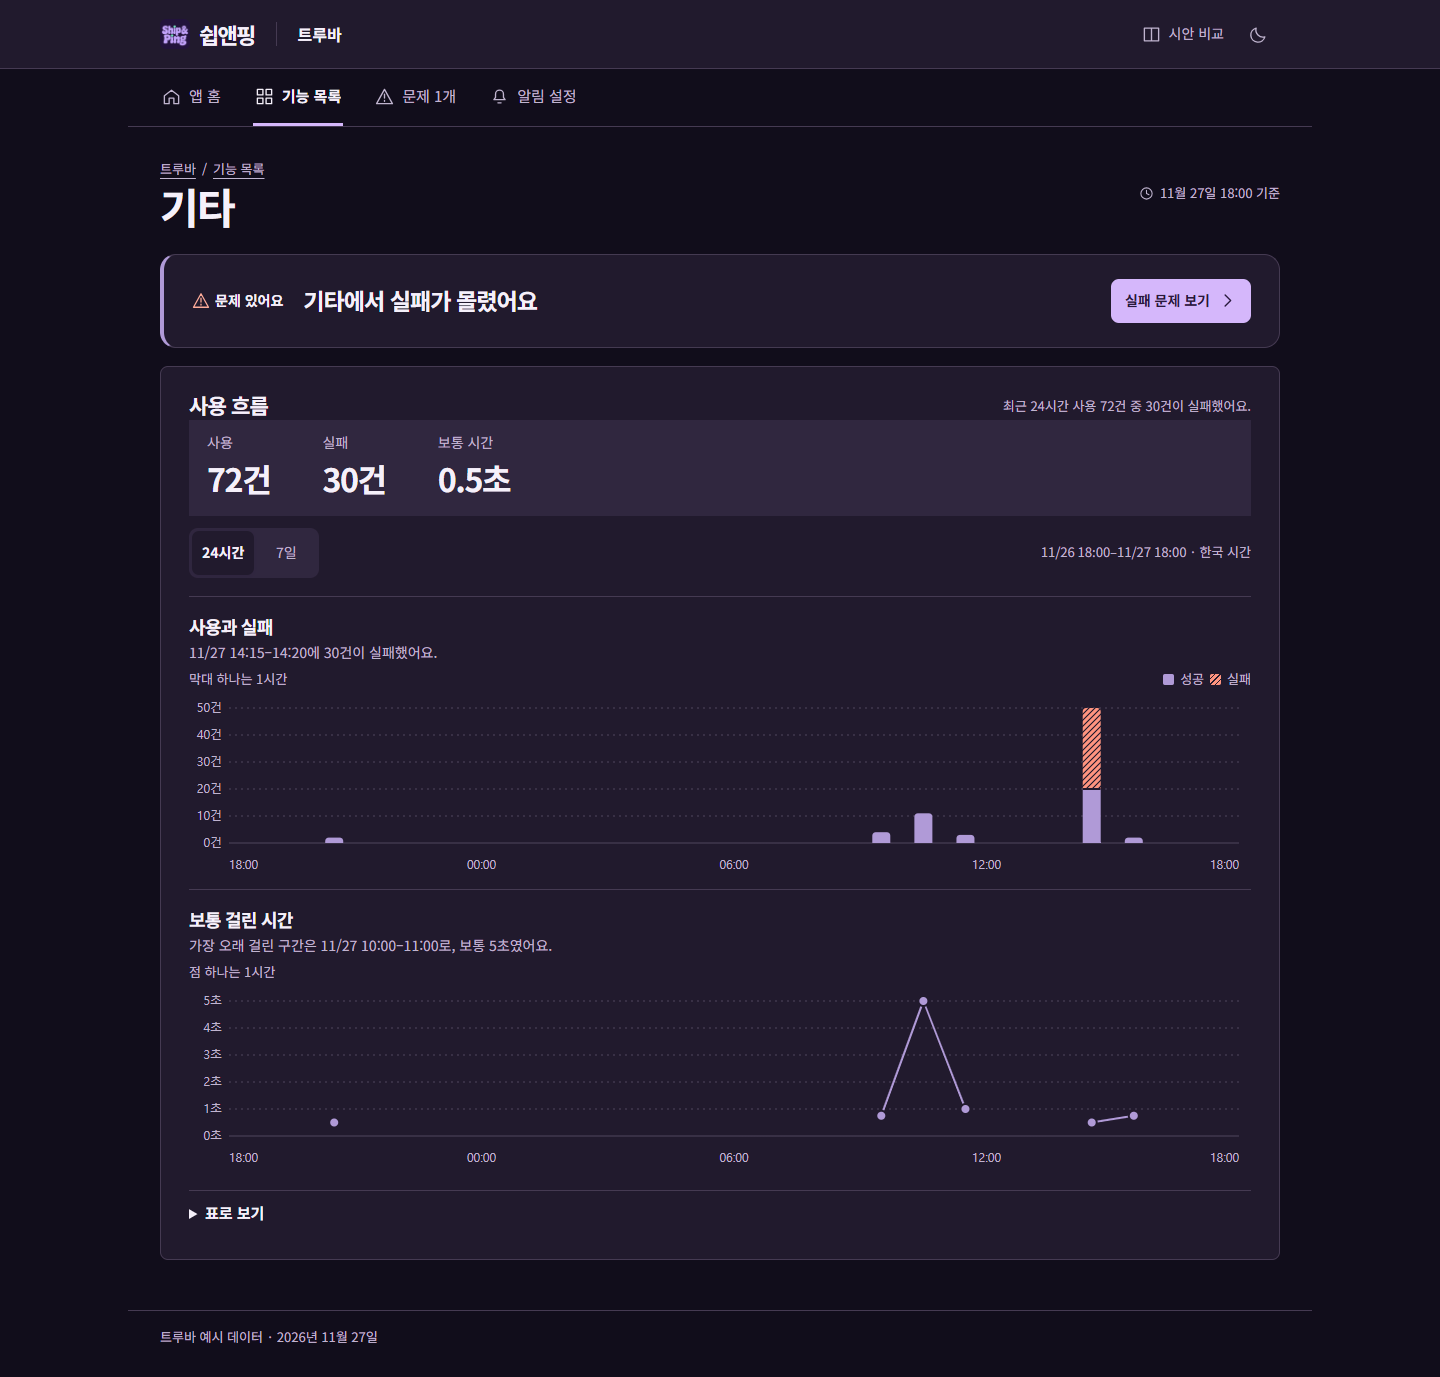 Ship&
Ping
쉽앤핑
트루바
시안 비교
앱 홈
기능 목록
문제 1개
알림 설정
트루바 / 기능 목록
기타
11월 27일 18:00 기준
문제 있어요
기타에서 실패가 몰렸어요
실패 문제 보기
사용 흐름
최근 24시간 사용 72건 중 30건이 실패했어요.
사용
실패
보통 시간
72건
30건
0.5초
24시간
7일
11/26 18:00–11/27 18:00 · 한국 시간
사용과 실패
11/27 14:15–14:20에 30건이 실패했어요.
막대 하나는 1시간
성공
실패
50건
40건
30건
20건
10건
0건
18:00
00:00
06:00
12:00
18:00
보통 걸린 시간
가장 오래 걸린 구간은 11/27 10:00–11:00로, 보통 5초였어요.
점 하나는 1시간
5초
4초
3초
2초
1초
0초
18:00
00:00
06:00
12:00
18:00
표로 보기
트루바 예시 데이터 · 2026년 11월 27일